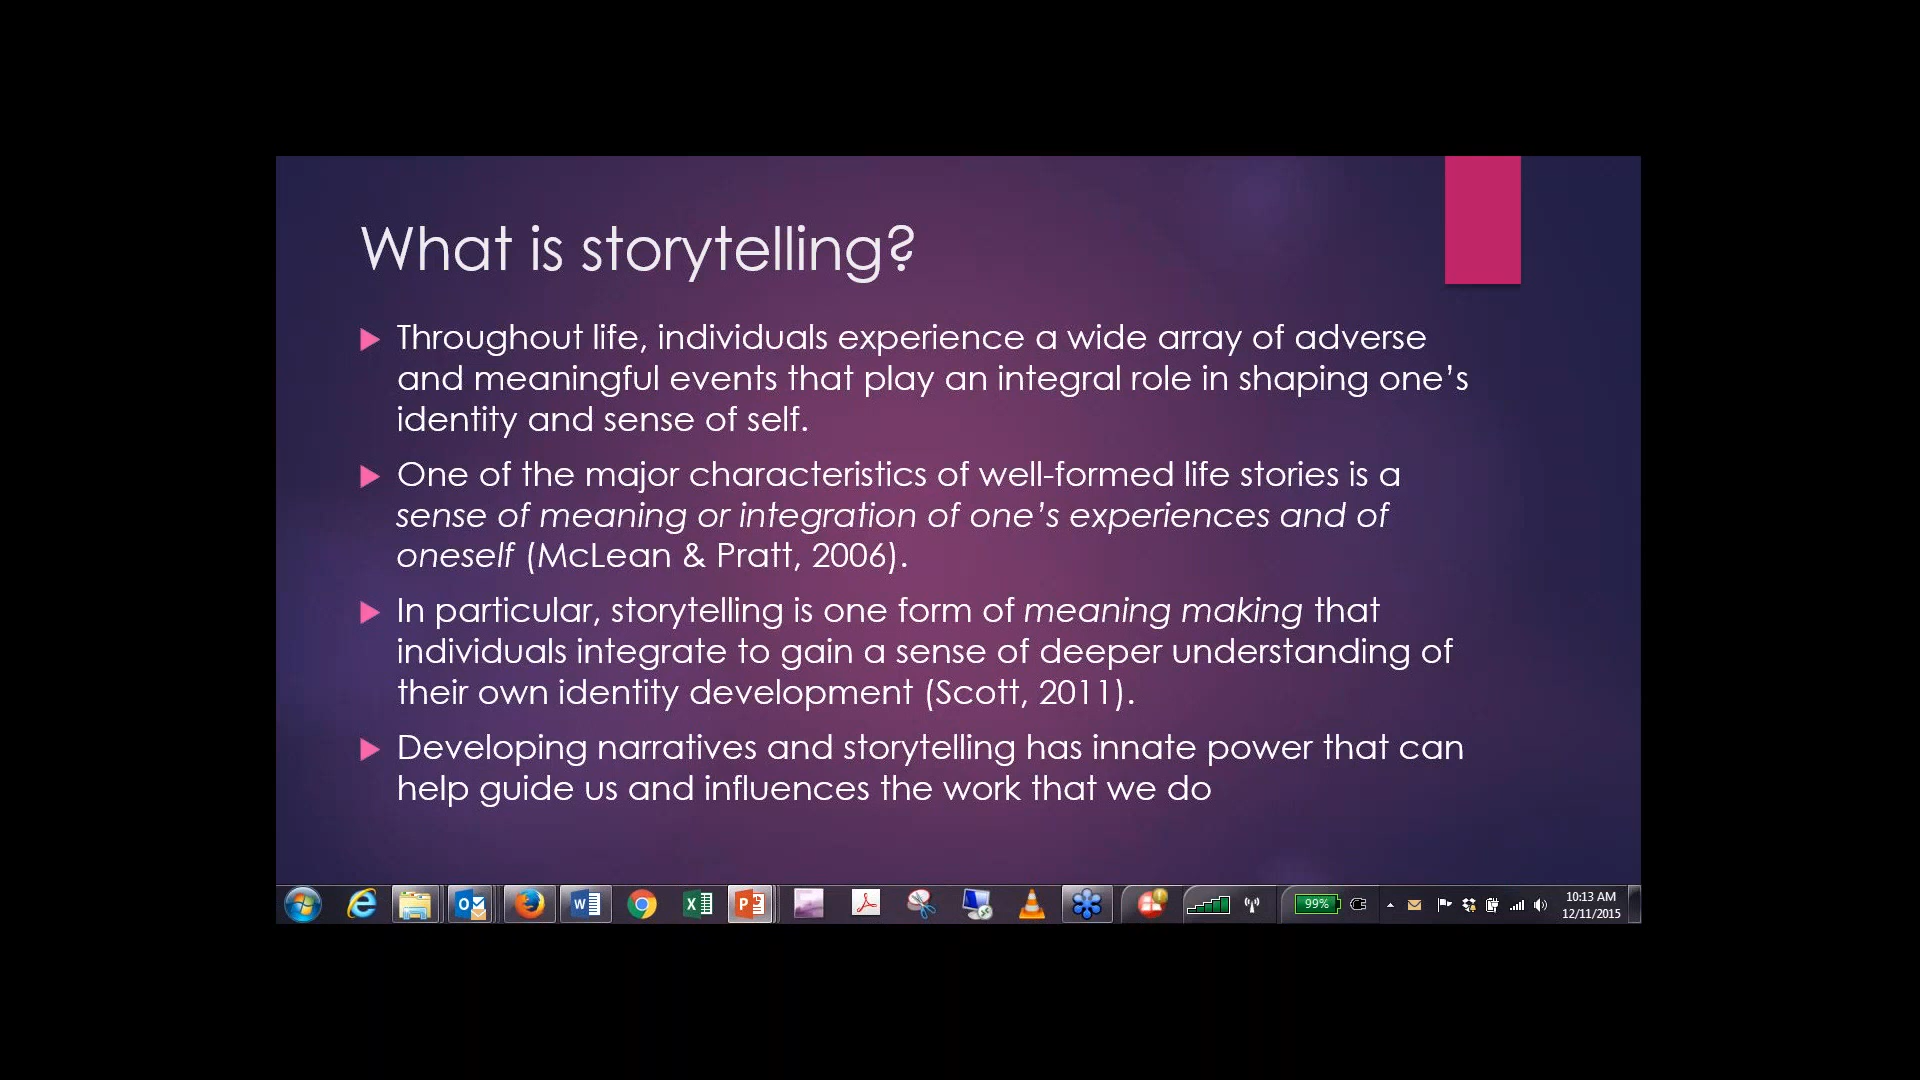 What is storytelling?
Throughout life, individuals experience a wide array of adverse
and meaningful events that play an integral role in shaping one’s
identity and sense of self.
One of the major characteristics of well-formed life stories is a
sense of meaning or integration of one’s experiences and of
oneself (McLean & Pratt, 2006).
In particular, storytelling is one form of meaning making that
individuals integrate to gain a sense of deeper understanding of
their own identity development (Scott, 2011).
Developing narratives and storytelling has innate power that can
help guide us and influences the work that we do
99%
10:13 AM
12/11/2015